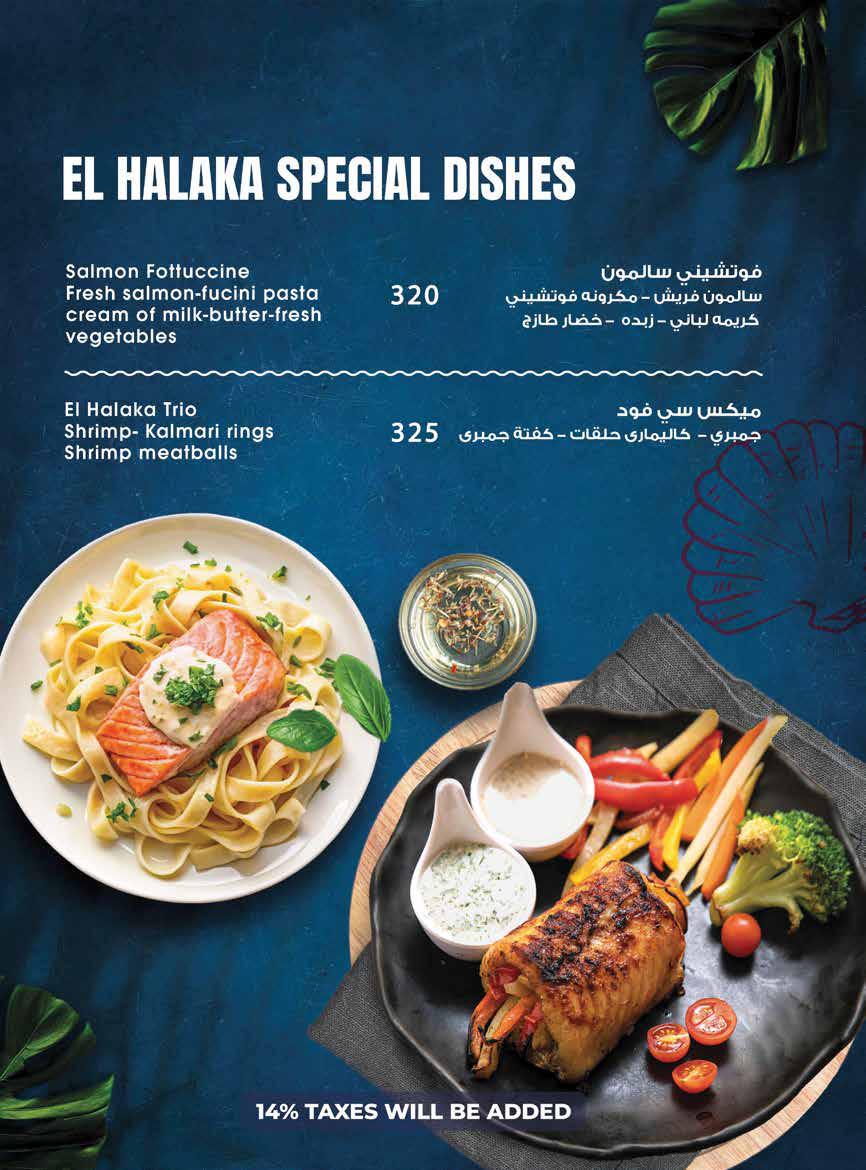 EL HALAKA SPECIAL DISHES
Salmon Fottuccine
Fresh salmon-fucini pasta
cream of milk-butter-fresh
vegetables
320
فوتشيني سالمون
سالمون فريش - مكرونه فوتشيني
كريمه لباني - زبده - خضار طازج
El Halaka Trio
Shrimp- Kalmari rings
Shrimp meatballs
325
ميكس سي فود
جمبري - كاليمارى حلقات - كفتة جمبرى
14% TAXES WILL BE ADDED